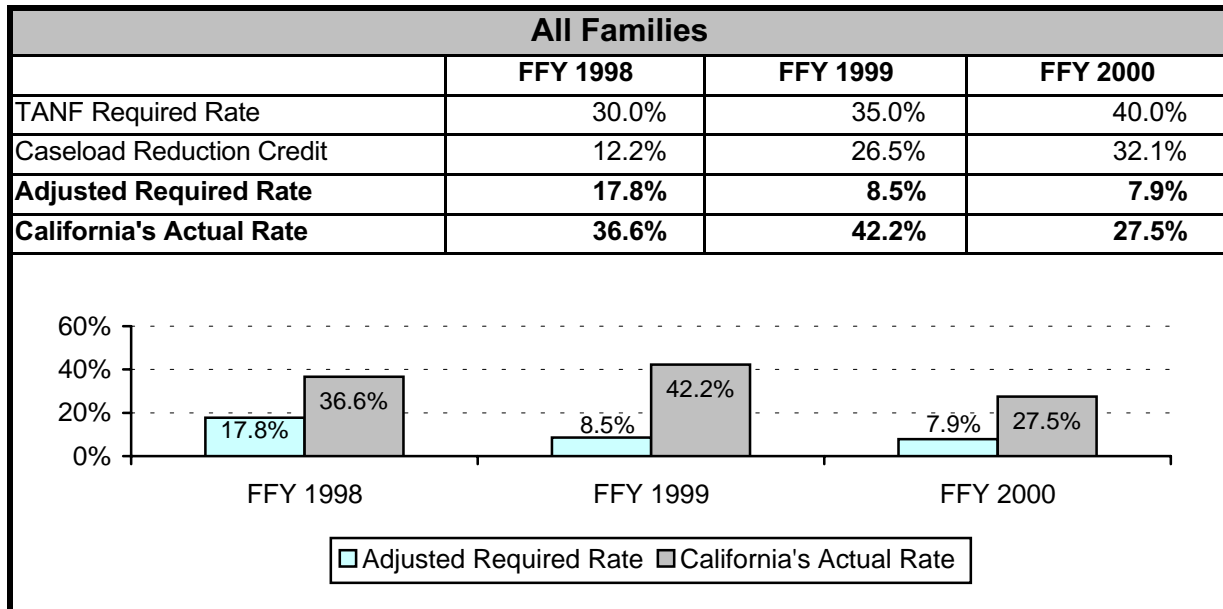 All Families
FFY 1998 FFY 1999 FFY 2000
TANF Required Rate 30.0% 35.0% 40.0%
Caseload Reduction Credit 12.2% 26.5% 32.1%
Adjusted Required Rate 17.8% 8.5% 7.9%
California's Actual Rate 36.6% 42.2% 27.5%
60%
40%
20%
0%
17.8% 36.6% 8.5% 42.2% 7.9% 27.5%
FFY 1998 FFY 1999 FFY 2000
Adjusted Required Rate California's Actual Rate